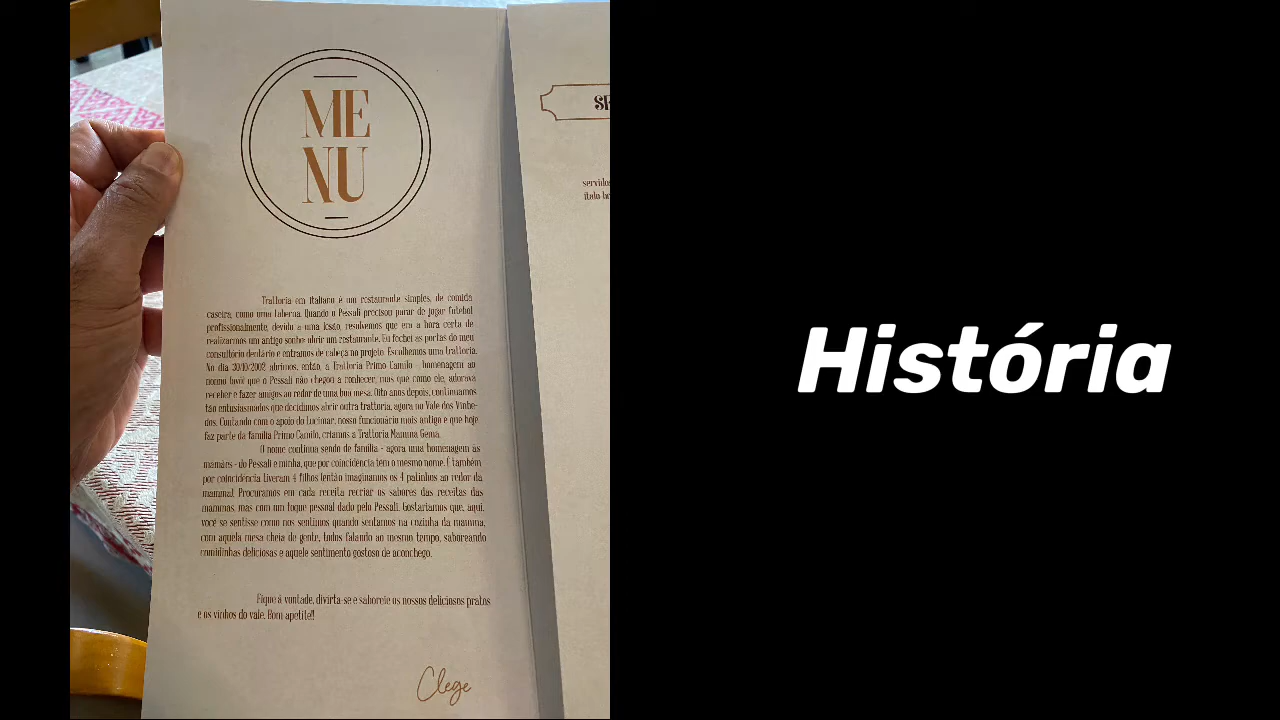 ME
NU
Trattoria em italiano é um restaurante simples, de comida
caseira, como uma taberna. Quando o Pessali precisou parar de jogar futebol
profissionalmente, devido a uma lesão, resolvemos que era a hora certa de
realizarmos um antigo sonho: abrir um restaurante. Eu fechei as portas do meu
consultório dentário e entramos de cabeça no projeto. Escolhemos uma trattoria.
No dia 30/10/2002 abrimos, então, a Trattoria Primo Camilo - homenagem ao
nonno (avô) que o Pessali não chegou a conhecer, mas que como ele, adorava
receber e fazer amigos ao redor de uma boa mesa. Oito anos depois, continuamos
tão entusiasmados que decidimos abrir outra trattoria, agora no Vale dos Vinhe-
dos. Contando com o apoio do Lucimar, nosso funcionário mais antigo e que hoje
faz parte da família Primo Camilo, criamos a Trattoria Mamma Gema.
O nome continua sendo de família - agora uma homenagem às
mamães - do Pessali e minha, que por coincidência tem o mesmo nome. E também
por coincidência tiveram 4 filhos (então imaginamos os 4 patinhos ao redor da
mamma). Procuramos em cada receita recriar os sabores das receitas das
mammas, mas com um toque pessoal dado pelo Pessali. Gostaríamos que, aqui,
você se sentisse como nos sentimos quando sentamos na cozinha da mamma,
com aquela mesa cheia de gente, todos falando ao mesmo tempo, saboreando
comidinhas deliciosas e aquele sentimento gostoso de aconchego.
Fique à vontade, divirta-se e saboreie os nossos deliciosos pratos
e os vinhos do vale. Bom apetite!!
Clege
História